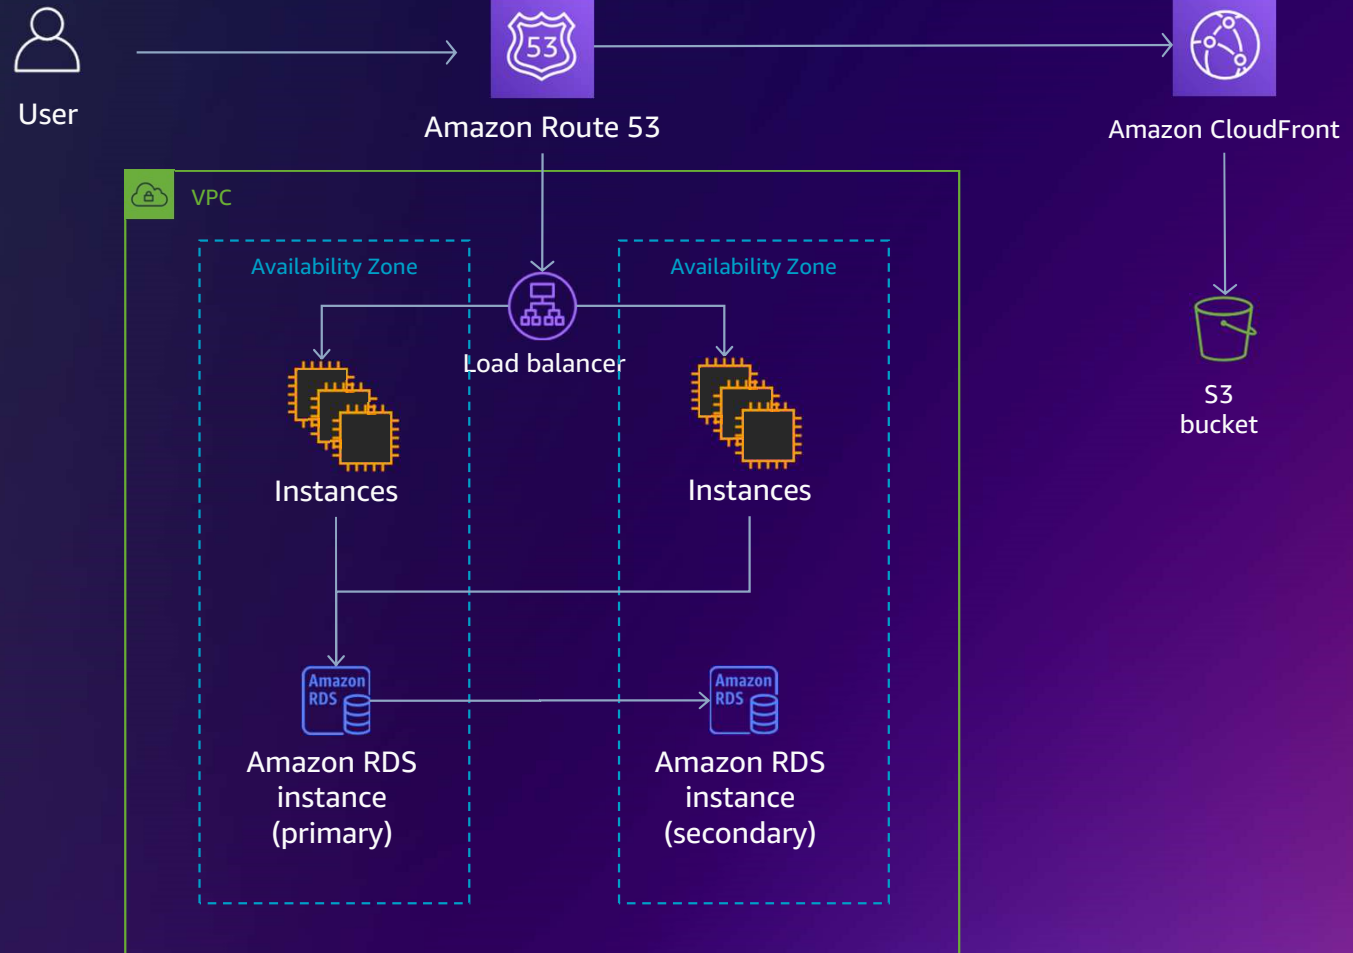 53
User
Amazon Route 53
Amazon CloudFront
VPC
Availability Zone
Availability Zone
Load balancer
S3
bucket
Instances
Instances
Amazon
RDS
Amazon
RDS
Amazon RDS
instance
(primary)
Amazon RDS
instance
(secondary)